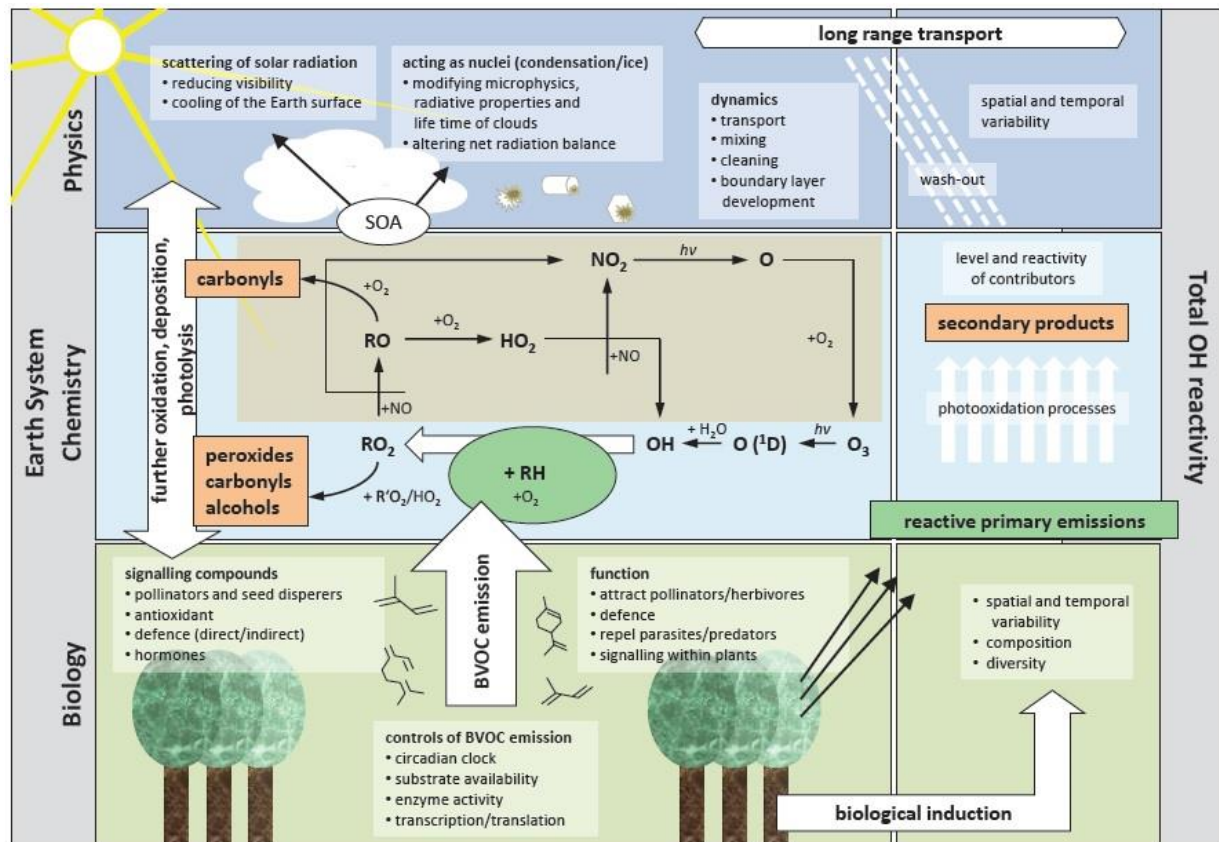 long range transport
scattering of solar radiation
• reducing visibility
• cooling of the Earth surface
acting as nuclei (condensation/ice)
• modifying microphysics,
radiative properties and
life time of clouds
• altering net radiation balance
dynamics
• transport
• mixing
• cleaning
• boundary layer
development
spatial and temporal
variability
wash-out
Physics
SOA
Earth System
Chemistry
further oxidation, deposition,
photolysis
carbonyls
+O₂
RO
+O₂
HO₂
NO₂
hν
O
+NO
+O₂
+NO
RO₂
+ R'O₂/HO₂
peroxides
carbonyls
alcohols
+ RH
+O₂
OH
+ H₂O
O (¹D)
hν
O₃
level and reactivity
of contributors
secondary products
photooxidation processes
reactive primary emissions
Total OH reactivity
Biology
signalling compounds
• pollinators and seed disperers
• antioxidant
• defence (direct/indirect)
• hormones
BVOC emission
function
• attract pollinators/herbivores
• defence
• repel parasites/predators
• signalling within plants
• spatial and temporal
variability
• composition
• diversity
controls of BVOC emission
• circadian clock
• substrate availability
• enzyme activity
• transcription/translation
biological induction